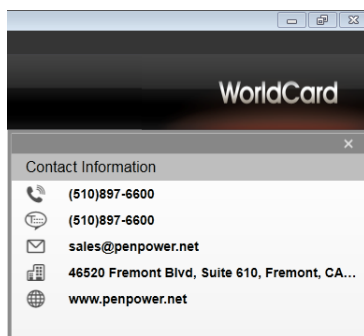 WorldCard
Contact Information
(510)897-6600
(510)897-6600
sales@penpower.net
46520 Fremont Blvd, Suite 610, Fremont, CA...
www.penpower.net